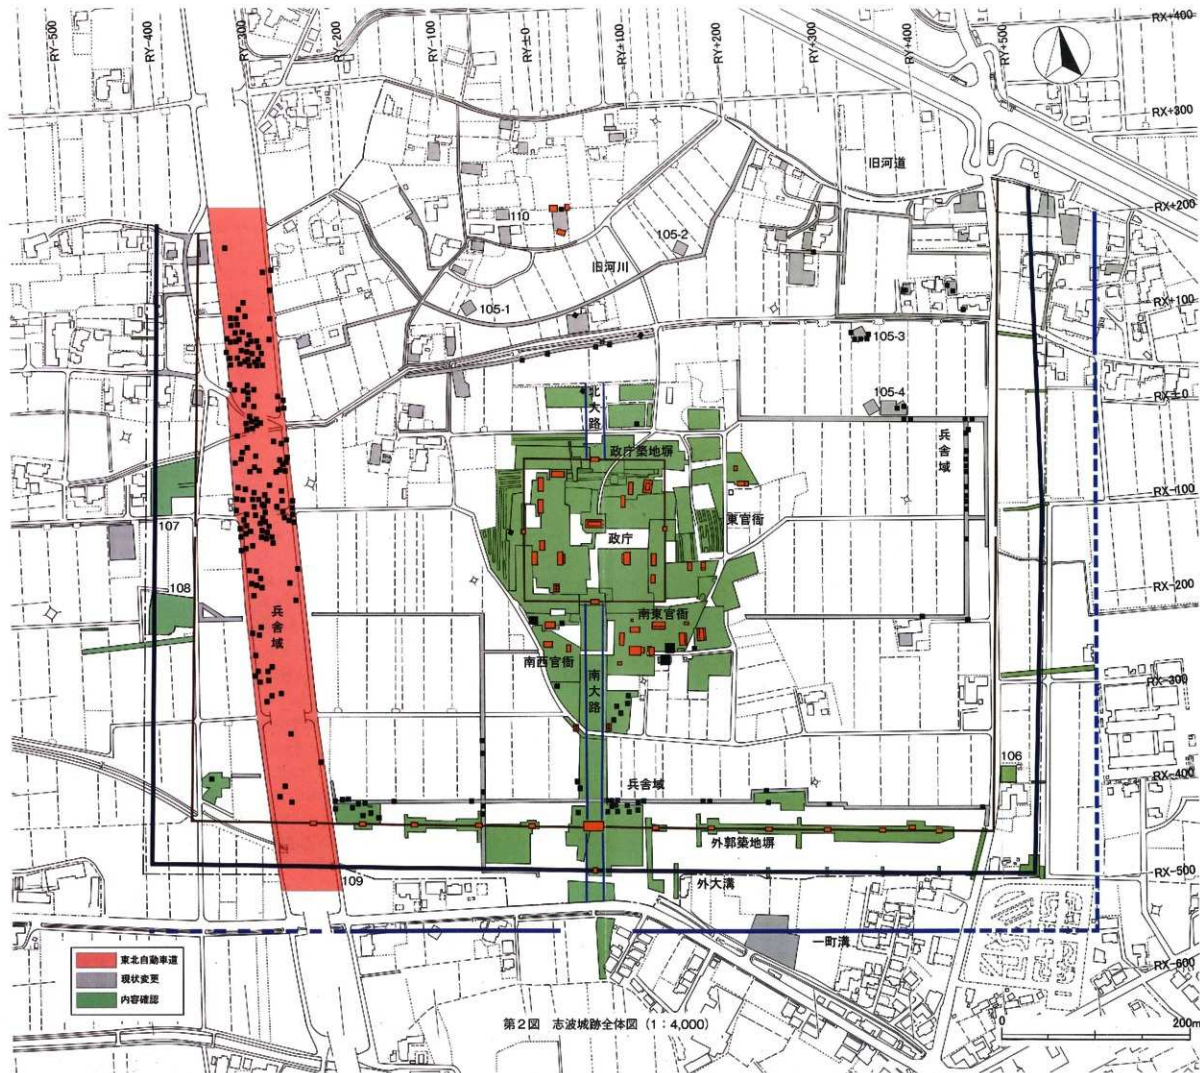 RY-500
RY-400
RY-300
RY-200
RY-100
RY±0
RY+100
RY+200
RY+300
RY+400
RY+500
RX+400
RX+300
RX+200
RX+100
RX±0
RX-100
RX-200
RX-300
RX-400
RX-500
RX-600
旧河道
110
105-2
旧河川
105-1
105-3
105-4
北大路
兵舎域
政庁築地塀
東官衙
政庁
107
108
兵舎域
南東官衙
南西官衙
南大路
106
兵舎域
外郭築地塀
109
外大溝
一町溝
東北自動車道
現状変更
内容確認
第2図 志波城跡全体図（1：4,000）
0
200m